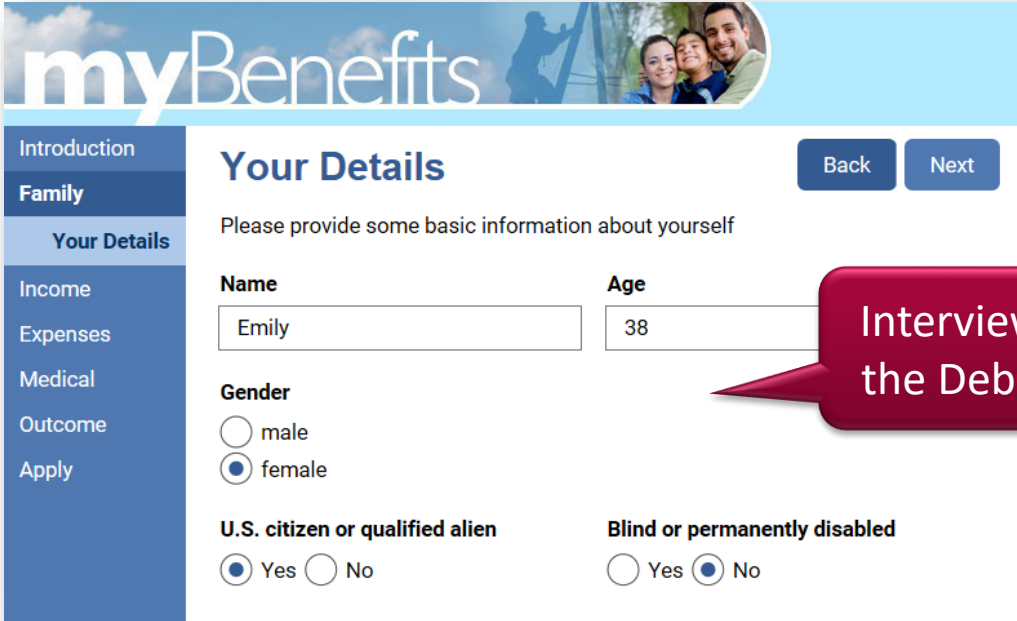 myBenefits
Introduction
Family
Your Details
Income
Expenses
Medical
Outcome
Apply
Your Details
Back Next
Please provide some basic information about yourself
Name Age
Emily 38
Gender
male
female
U.S. citizen or qualified alien Blind or permanently disabled
Yes No Yes No
the